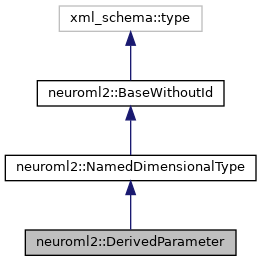 xml_schema::type
neuroml2::BaseWithoutId
neuroml2::NamedDimensionalType
neuroml2::DerivedParameter